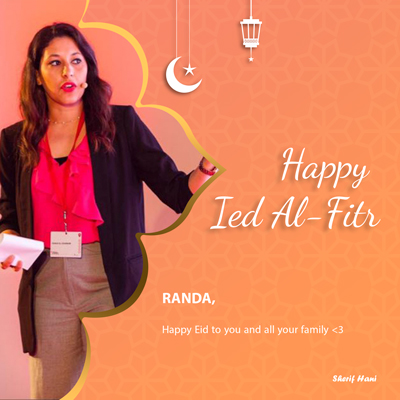 Happy
Ied Al-Fitr
RANDA,
Happy Eid to you and all your family <3
Sherif Hani